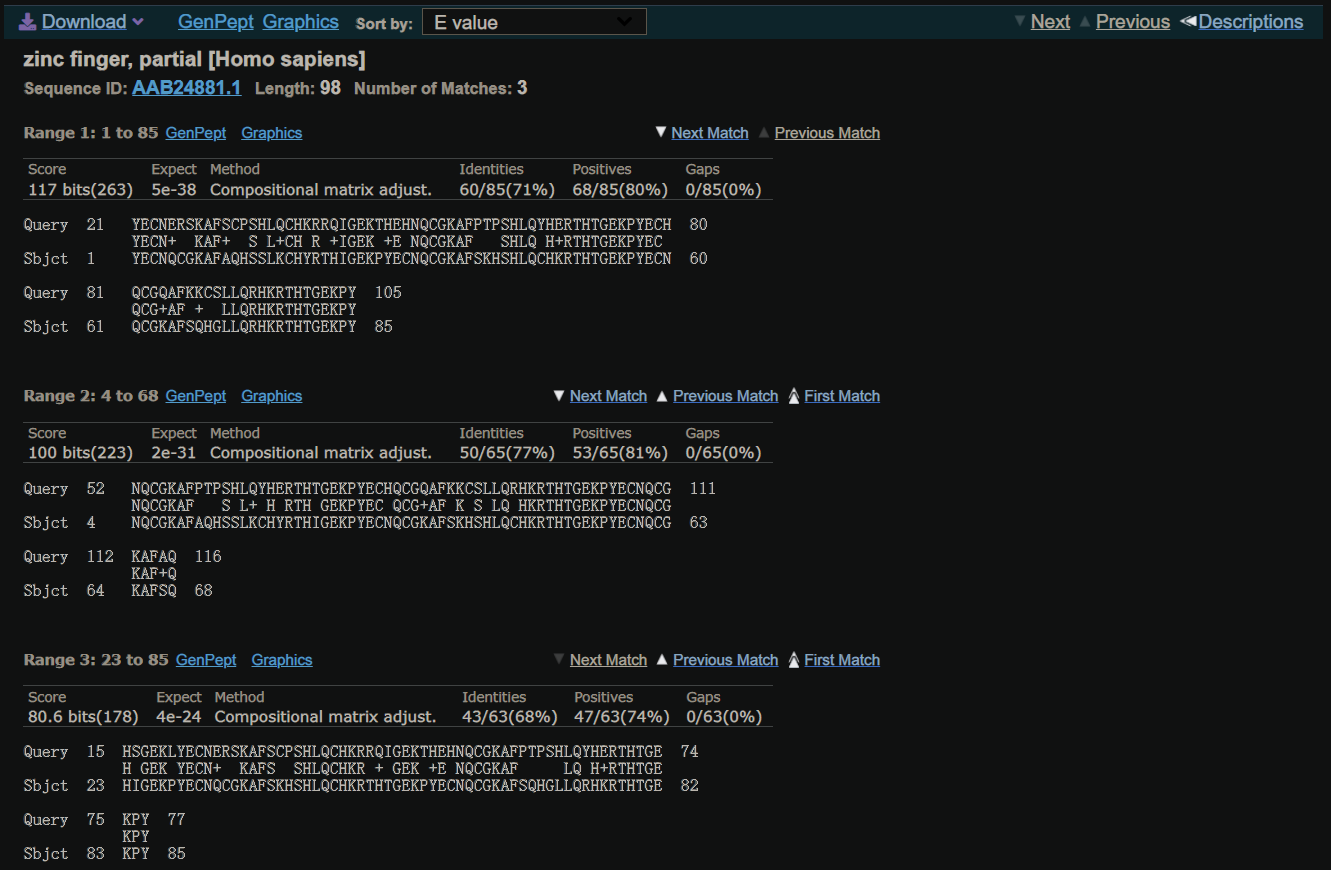 Download GenPept Graphics Sort by: E value Next Previous Descriptions
zinc finger, partial [Homo sapiens]
Sequence ID: AAB24881.1 Length: 98 Number of Matches: 3
Range 1: 1 to 85 GenPept Graphics Next Match Previous Match
Score Expect Method Identities Positives Gaps
117 bits(263) 5e-38 Compositional matrix adjust. 60/85(71%) 68/85(80%) 0/85(0%)
Query 21 YECNERSKAFSCPSHLQCHKRRQIGEKTHEHNQCGKAFPTPSHLQYHERTHTGEKPYECH 80
YECN+  KAF+  S L+CH R +IGEK +E NQCGKAF   SHLQ H+RTHTGEKPYEC
Sbjct 1 YECNQCGKAFAQHSSLKCHYRTHIGEKPYECNQCGKAFSKHSHLQCHKRTHTGEKPYECN 60
Query 81 QCGQAFKKCSLLQRHKRTHTGEKPY 105
QCG+AF +  LLQRHKRTHTGEKPY
Sbjct 61 QCGKAFSQHGLLQRHKRTHTGEKPY 85
Range 2: 4 to 68 GenPept Graphics Next Match Previous Match First Match
Score Expect Method Identities Positives Gaps
100 bits(223) 2e-31 Compositional matrix adjust. 50/65(77%) 53/65(81%) 0/65(0%)
Query 52 NQCGKAFPTPSHLQYHERTHTGEKPYECHQCGQAFKKCSLLQRHKRTHTGEKPYECNQCG 111
NQCGKAF   S L+ H RTH GEKPYEC QCG+AF K S LQ HKRTHTGEKPYECNQCG
Sbjct 4 NQCGKAFAQHSSLKCHYRTHIGEKPYECNQCGKAFSKHSHLQCHKRTHTGEKPYECNQCG 63
Query 112 KAFAQ 116
KAF+Q
Sbjct 64 KAFSQ 68
Range 3: 23 to 85 GenPept Graphics Next Match Previous Match First Match
Score Expect Method Identities Positives Gaps
80.6 bits(178) 4e-24 Compositional matrix adjust. 43/63(68%) 47/63(74%) 0/63(0%)
Query 15 HSGEKLYECNERSKAFSCPSHLQCHKRRQIGEKTHEHNQCGKAFPTPSHLQYHERTHTGE 74
H GEK YECN+  KAFS  SHLQCHKR + GEK +E NQCGKAF     LQ H+RTHTGE
Sbjct 23 HIGEKPYECNQCGKAFSKHSHLQCHKRTHTGEKPYECNQCGKAFSQHGLLQRHKRTHTGE 82
Query 75 KPY 77
KPY
Sbjct 83 KPY 85